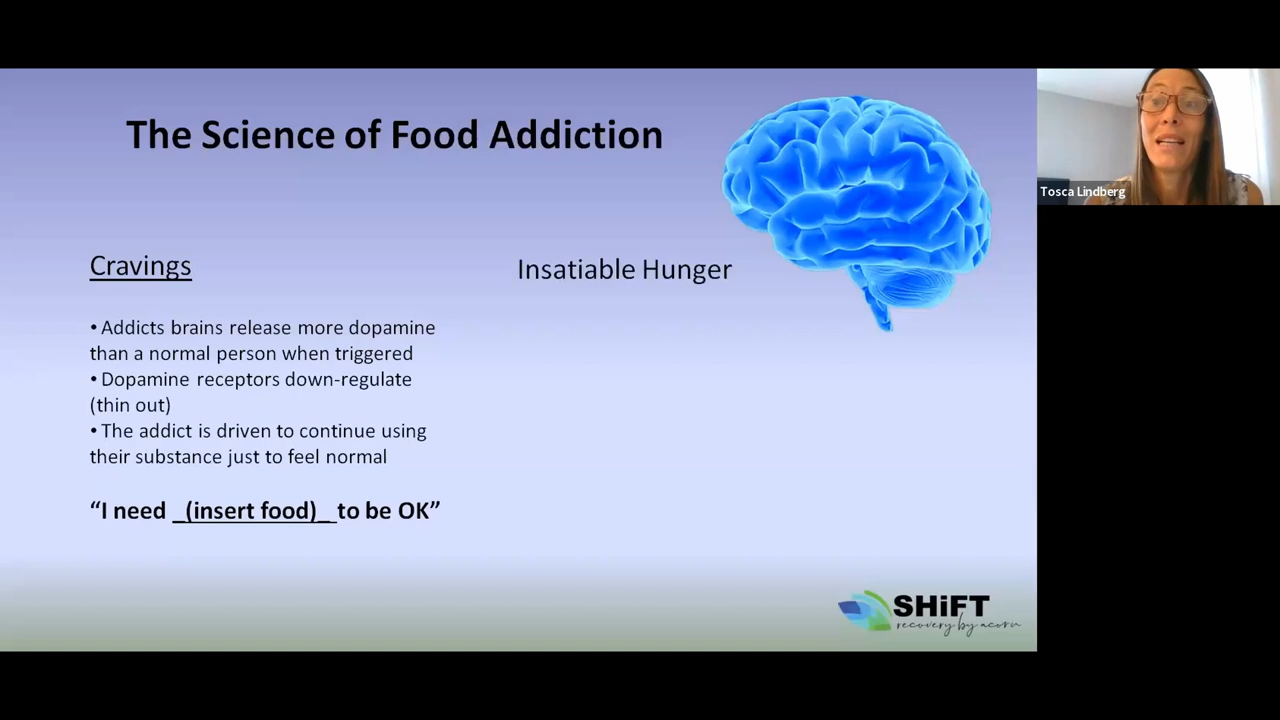 The Science of Food Addiction
Tosca Lindberg
Cravings
Insatiable Hunger
• Addicts brains release more dopamine
than a normal person when triggered
• Dopamine receptors down-regulate
(thin out)
• The addict is driven to continue using
their substance just to feel normal
“I need _(insert food)_ to be OK”
SHiFT
recovery by acorn